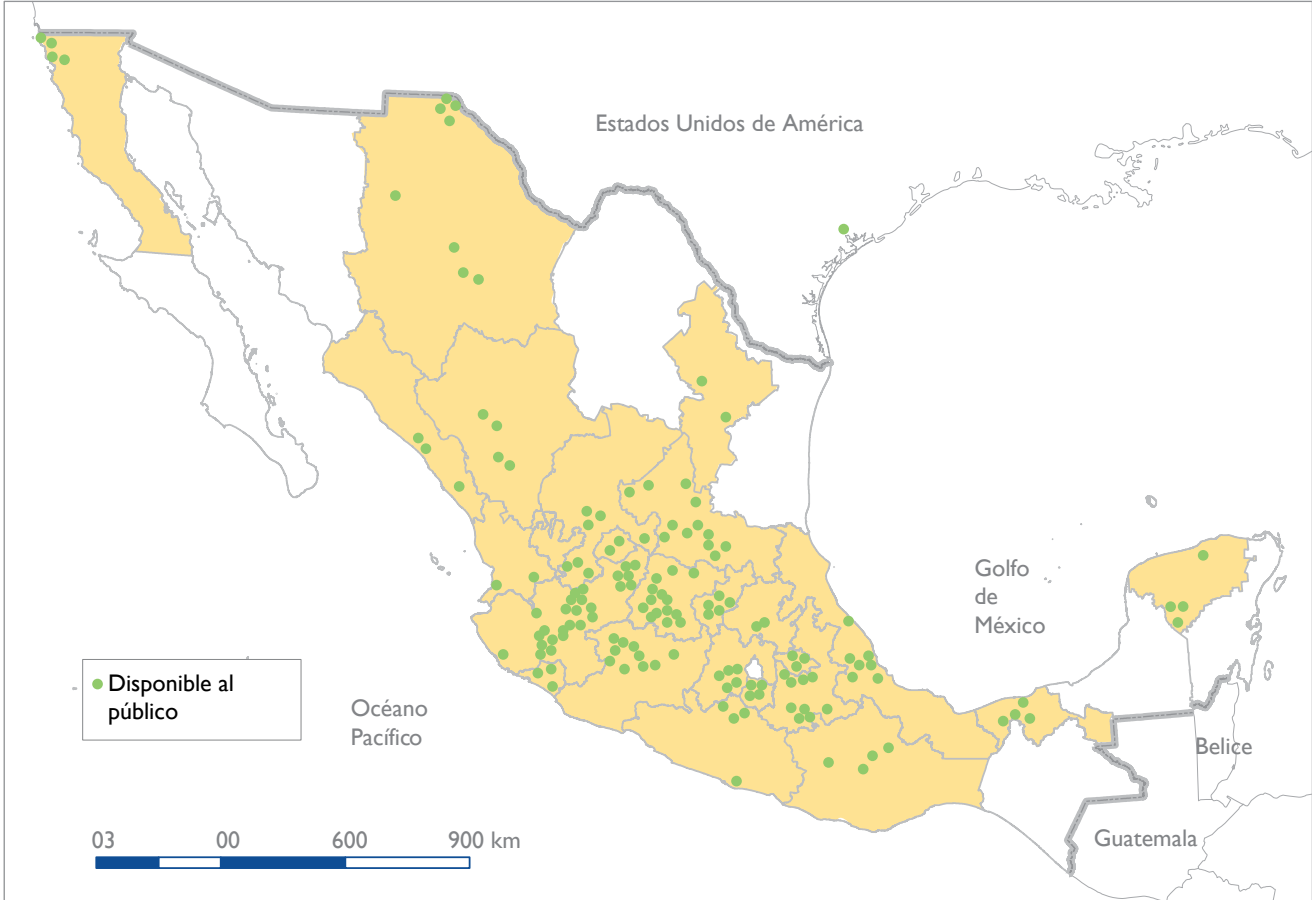 Estados Unidos de América
Golfo
de
México
Disponible al
público
Océano
Pacífico
Belice
Guatemala
03 00 600 900 km